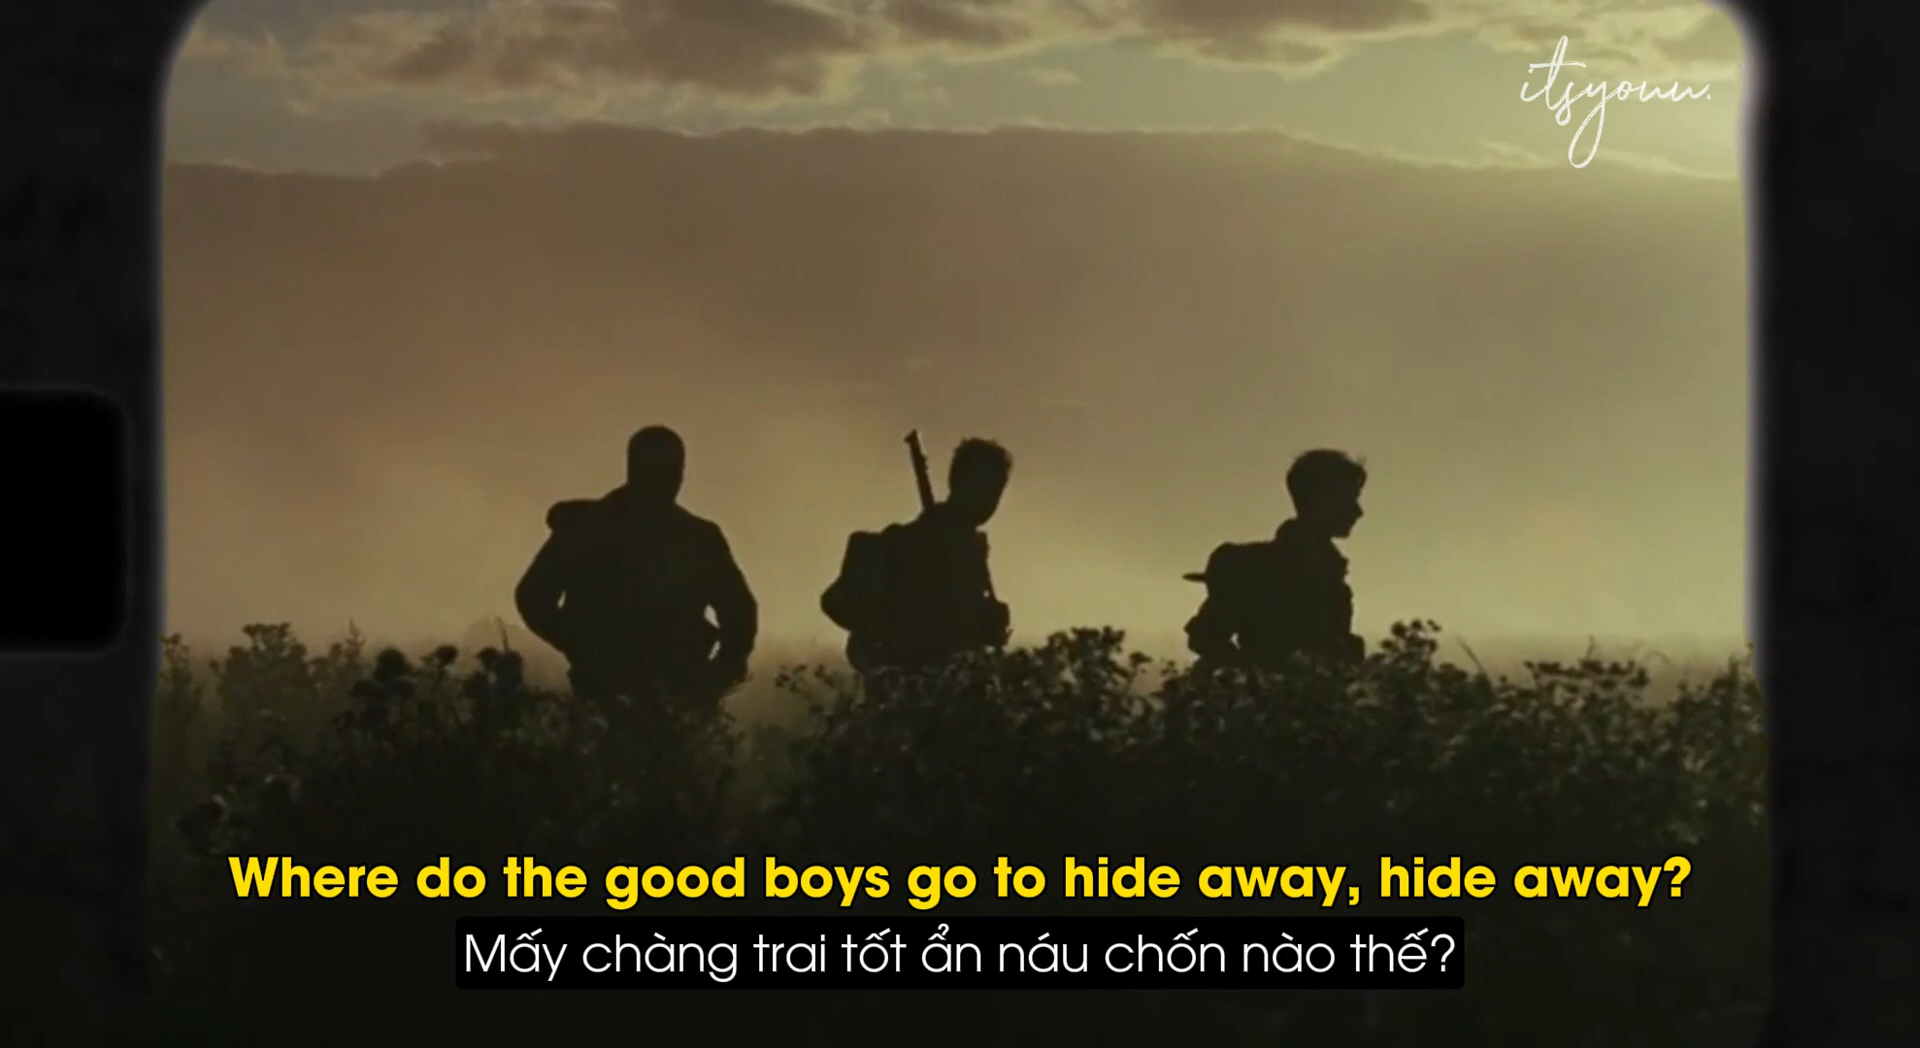 itsyouu.
Where do the good boys go to hide away, hide away?
Mấy chàng trai tốt ẩn náu chốn nào thế?